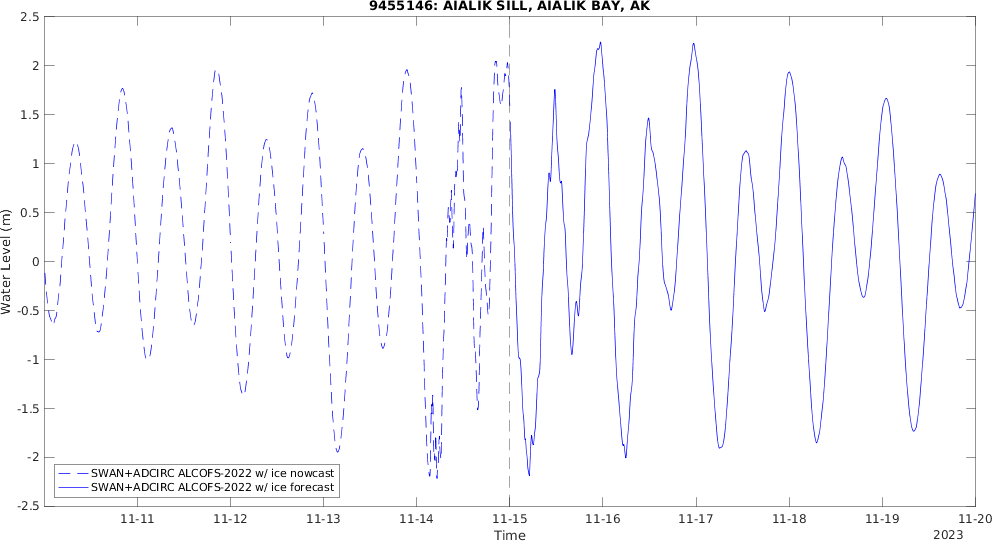 9455146: AIALIK SILL, AIALIK BAY, AK
2.5
2
1.5
1
0.5
0
-0.5
-1
-1.5
-2
-2.5
Water Level (m)
SWAN+ADCIRC ALCOFS-2022 w/ ice nowcast
SWAN+ADCIRC ALCOFS-2022 w/ ice forecast
11-11 11-12 11-13 11-14 11-15 11-16 11-17 11-18 11-19 11-20
Time
2023